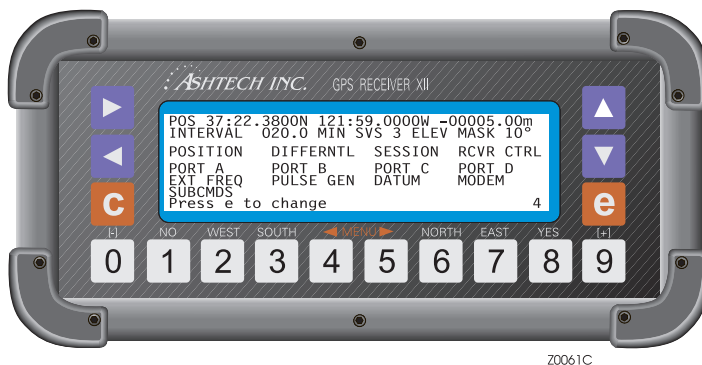 ASHTECH INC. GPS RECEIVER XII
POS 37:22.3800N 121:59.0000W -00005.00m
INTERVAL 020.0 MIN SVS 3 ELEV MASK 10°
POSITION DIFFERNTL SESSION RCVR CTRL
PORT A PORT B PORT C PORT D
EXT FREQ PULSE GEN DATUM MODEM
SUBCMDS
Press e to change 4
c e
[-] NO WEST SOUTH MENU NORTH EAST YES [+]
0 1 2 3 4 5 6 7 8 9
Z0061C